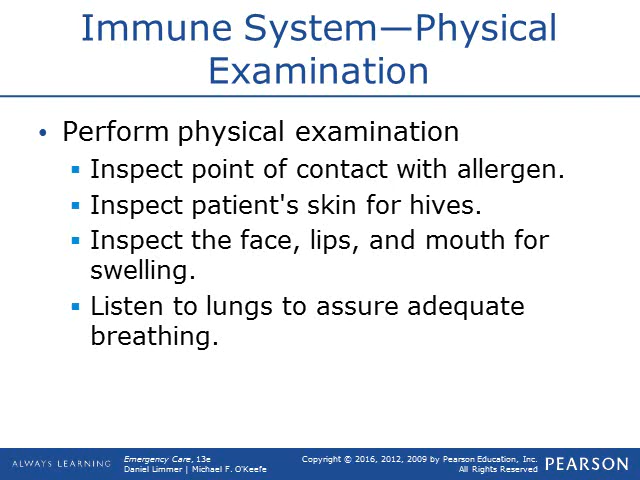 Immune System—Physical
Examination
• Perform physical examination
▪ Inspect point of contact with allergen.
▪ Inspect patient's skin for hives.
▪ Inspect the face, lips, and mouth for
swelling.
▪ Listen to lungs to assure adequate
breathing.
ALWAYS LEARNING
Emergency Care, 13e
Daniel Limmer | Michael F. O'Keefe
Copyright © 2016, 2012, 2009 by Pearson Education, Inc.
All Rights Reserved
PEARSON